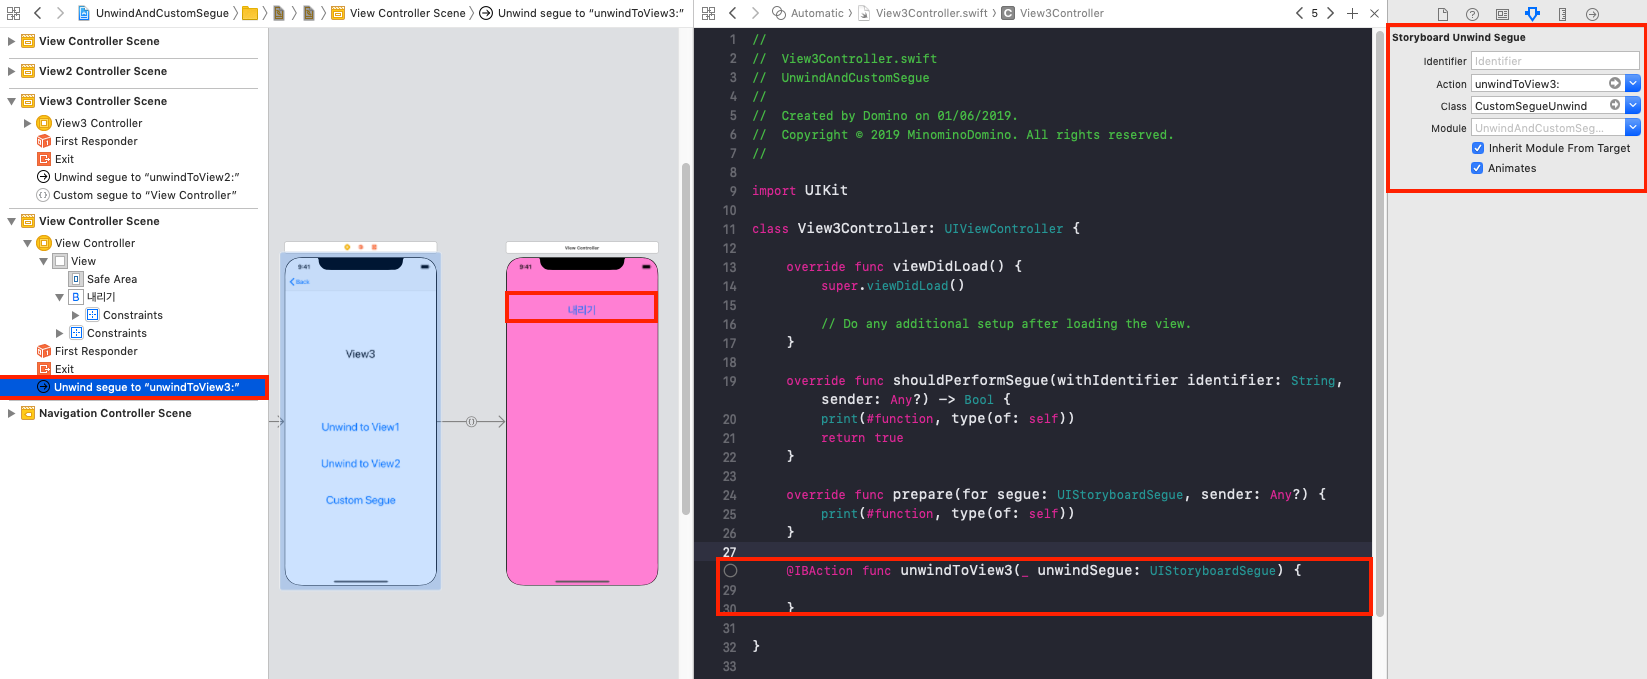 UnwindAndCustomSegue
View Controller Scene
Unwind segue to “unwindToView3:”
View Controller Scene
View2 Controller Scene
View3 Controller Scene
View3 Controller
First Responder
Exit
Unwind segue to “unwindToView2:”
Custom segue to “View Controller”
View Controller Scene
View Controller
View
Safe Area
B 내리기
Constraints
Constraints
First Responder
Exit
Unwind segue to “unwindToView3:”
Navigation Controller Scene
9:41
Back
View3
Unwind to View1
Unwind to View2
Custom Segue
View Controller
9:41
내리기
Automatic
View3Controller.swift
C View3Controller
5
1 //
2 //  View3Controller.swift
3 //  UnwindAndCustomSegue
4 //
5 //  Created by Domino on 01/06/2019.
6 //  Copyright © 2019 MinominoDomino. All rights reserved.
7 //
8
9 import UIKit
10
11 class View3Controller: UIViewController {
12
13     override func viewDidLoad() {
14         super.viewDidLoad()
15
16         // Do any additional setup after loading the view.
17     }
18
19     override func shouldPerformSegue(withIdentifier identifier: String,
        sender: Any?) -> Bool {
20         print(#function, type(of: self))
21         return true
22     }
23
24     override func prepare(for segue: UIStoryboardSegue, sender: Any?) {
25         print(#function, type(of: self))
26     }
27
@IBAction func unwindToView3(_ unwindSegue: UIStoryboardSegue) {
29
30     }
31
32 }
33
Storyboard Unwind Segue
Identifier Identifier
Action unwindToView3:
Class CustomSegueUnwind
Module UnwindAndCustomSeg...
Inherit Module From Target
Animates